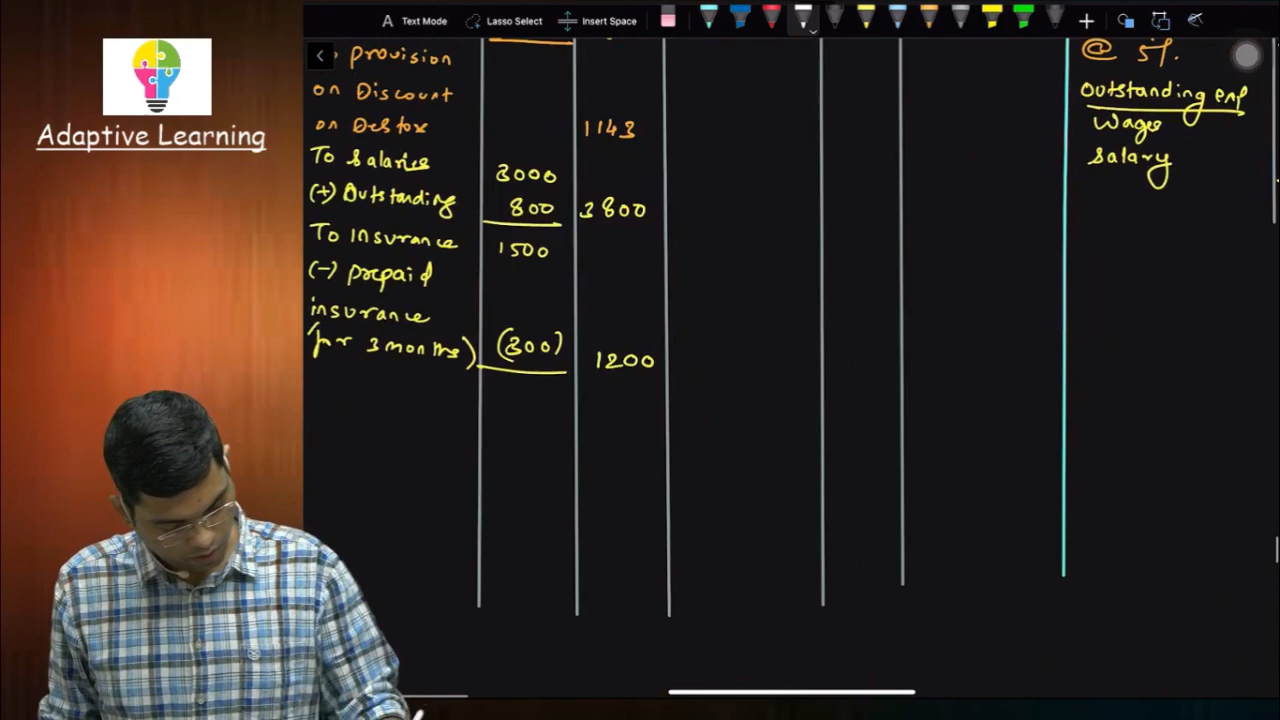 Text Mode
Lasso Select
Insert Space
Adaptive Learning
provision
on Discount
on Debtors 1143
To Salaries 3000
(+) Outstanding 800 3800
To Insurance 1500
(-) prepaid
insurance
for 3 months) (300) 1200
@ 5%.
Outstanding exp
Wages
Salary